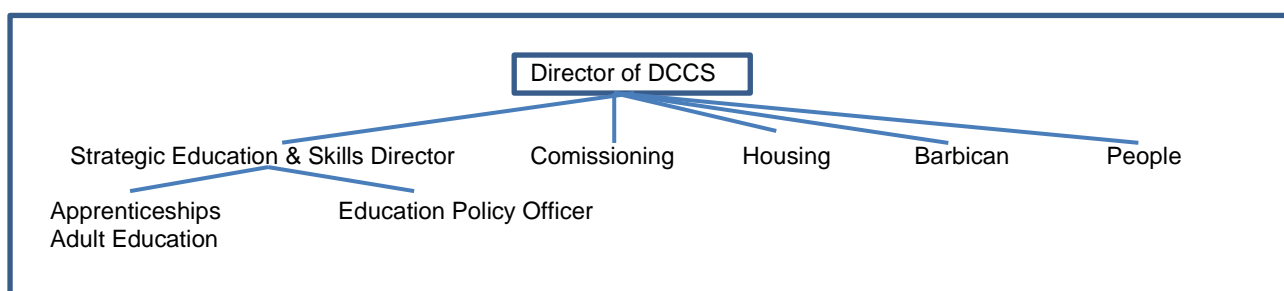 Director of DCCS
Strategic Education & Skills Director
Comissioning
Housing
Barbican
People
Apprenticeships
Adult Education
Education Policy Officer